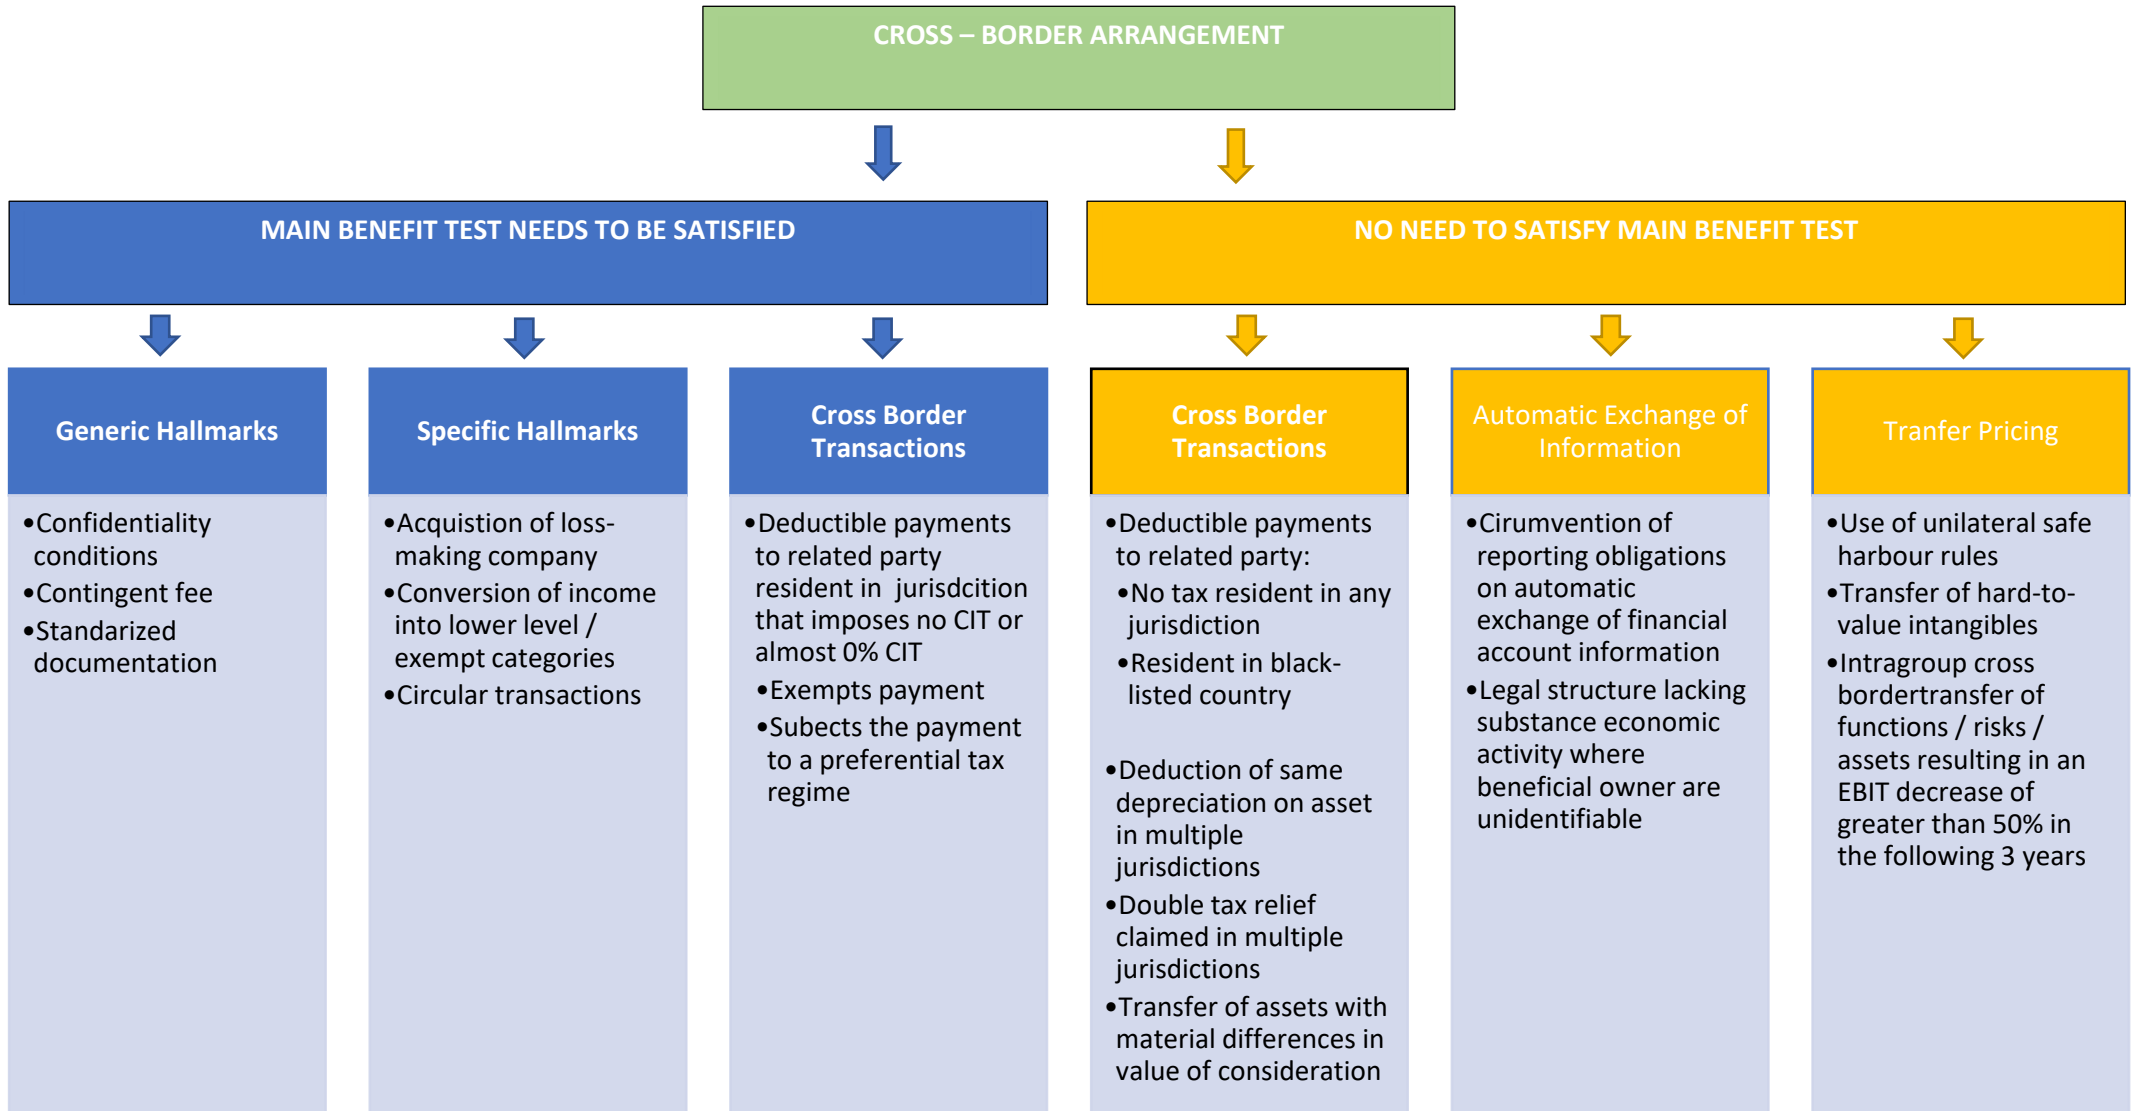 CROSS – BORDER ARRANGEMENT
MAIN BENEFIT TEST NEEDS TO BE SATISFIED
NO NEED TO SATISFY MAIN BENEFIT TEST
Generic Hallmarks
•Confidentiality
conditions
•Contingent fee
•Standarized
documentation
Specific Hallmarks
•Acquistion of loss-
making company
•Conversion of income
into lower level /
exempt categories
•Circular transactions
Cross Border
Transactions
•Deductible payments
to related party
resident in jurisdcition
that imposes no CIT or
almost 0% CIT
•Exempts payment
•Subects the payment
to a preferential tax
regime
Cross Border
Transactions
•Deductible payments
to related party:
•No tax resident in any
jurisdiction
•Resident in black-
listed country
•Deduction of same
depreciation on asset
in multiple
jurisdictions
•Double tax relief
claimed in multiple
jurisdictions
•Transfer of assets with
material differences in
value of consideration
Automatic Exchange of
Information
•Cirumvention of
reporting obligations
on automatic
exchange of financial
account information
•Legal structure lacking
substance economic
activity where
beneficial owner are
unidentifiable
Tranfer Pricing
•Use of unilateral safe
harbour rules
•Transfer of hard-to-
value intangibles
•Intragroup cross
bordertransfer of
functions / risks /
assets resulting in an
EBIT decrease of
greater than 50% in
the following 3 years